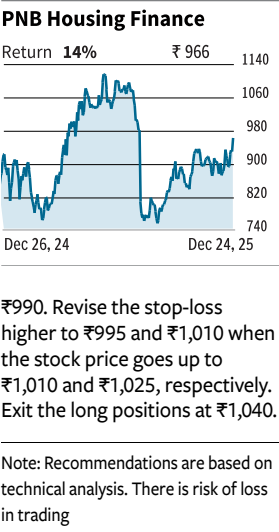 PNB Housing Finance
Return 14% ₹ 966
1140
1060
980
900
820
740
Dec 26, 24 Dec 24, 25
₹990. Revise the stop-loss
higher to ₹995 and ₹1,010 when
the stock price goes up to
₹1,010 and ₹1,025, respectively.
Exit the long positions at ₹1,040.
Note: Recommendations are based on
technical analysis. There is risk of loss
in trading